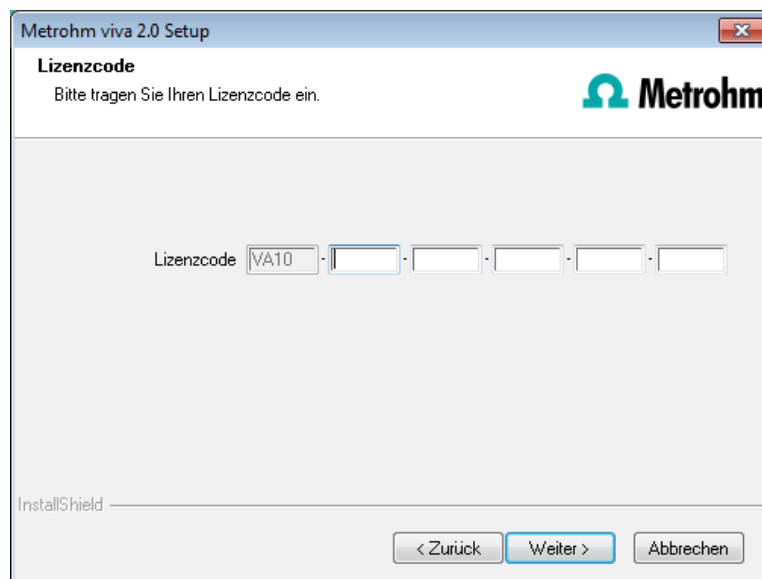 Metrohm viva 2.0 Setup
Lizenzcode
Bitte tragen Sie Ihren Lizenzcode ein.
Metrohm
Lizenzcode VA10 - - - - -
InstallShield
< Zurück Weiter > Abbrechen